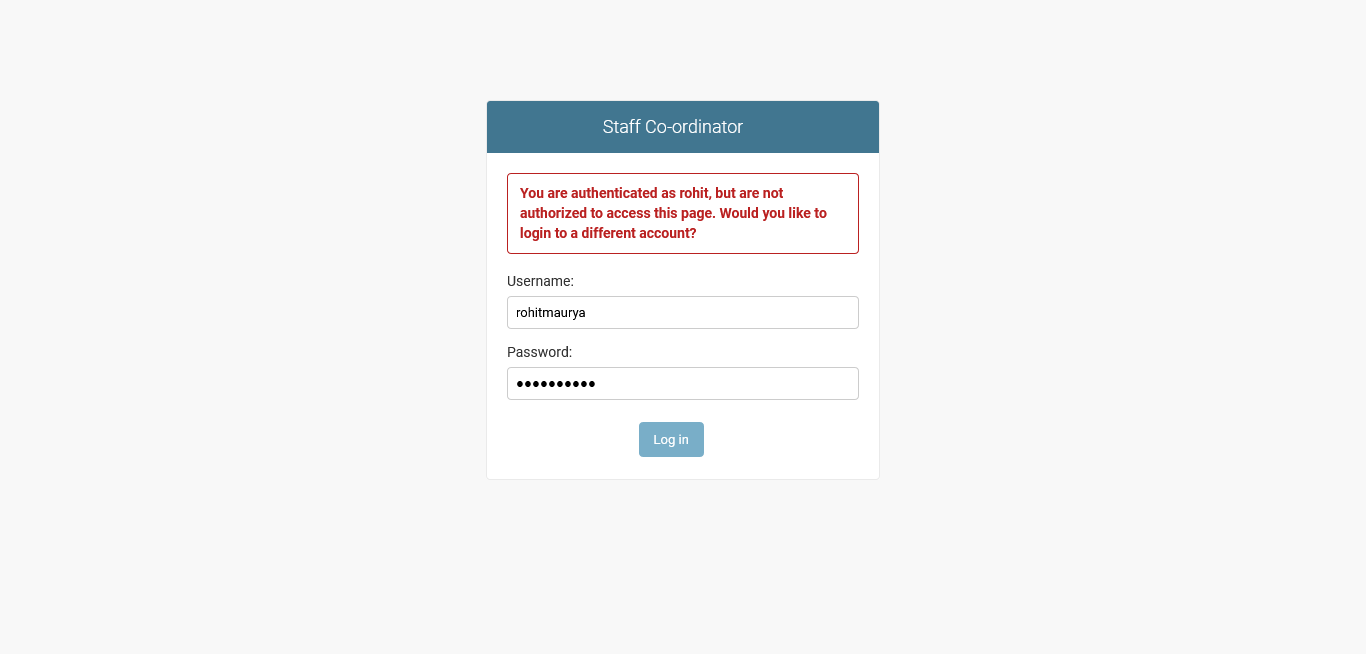 Staff Co-ordinator
You are authenticated as rohit, but are not
authorized to access this page. Would you like to
login to a different account?
Username:
rohitmaurya
Password:
••••••••••
Log in